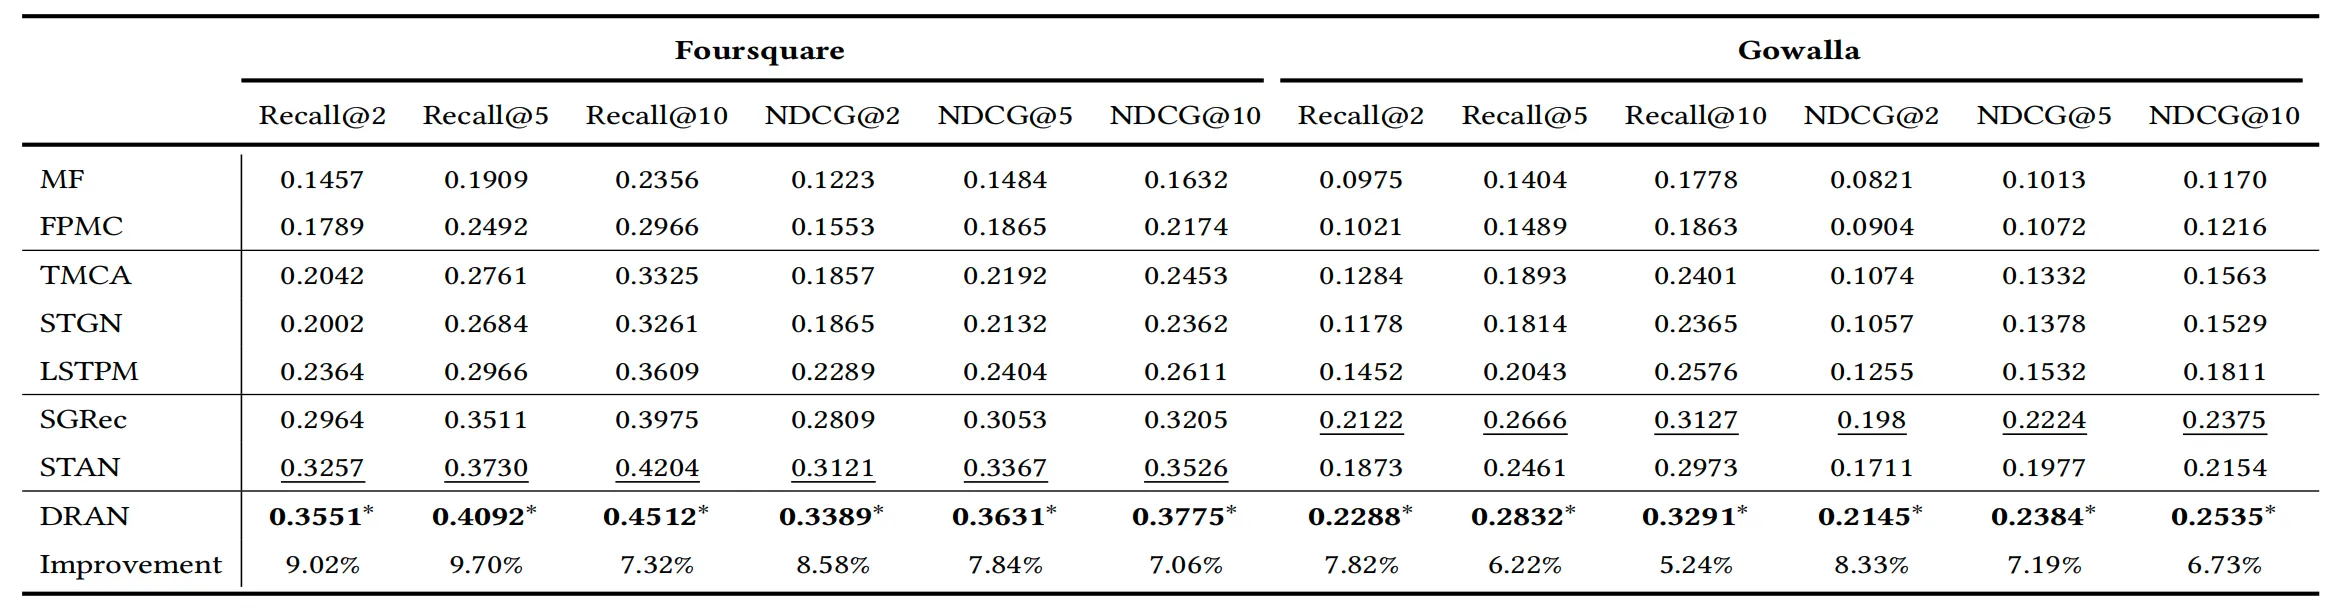 Foursquare Gowalla
Recall@2 Recall@5 Recall@10 NDCG@2 NDCG@5 NDCG@10 Recall@2 Recall@5 Recall@10 NDCG@2 NDCG@5 NDCG@10
MF 0.1457 0.1909 0.2356 0.1223 0.1484 0.1632 0.0975 0.1404 0.1778 0.0821 0.1013 0.1170
FPMC 0.1789 0.2492 0.2966 0.1553 0.1865 0.2174 0.1021 0.1489 0.1863 0.0904 0.1072 0.1216
TMCA 0.2042 0.2761 0.3325 0.1857 0.2192 0.2453 0.1284 0.1893 0.2401 0.1074 0.1332 0.1563
STGN 0.2002 0.2684 0.3261 0.1865 0.2132 0.2362 0.1178 0.1814 0.2365 0.1057 0.1378 0.1529
LSTPM 0.2364 0.2966 0.3609 0.2289 0.2404 0.2611 0.1452 0.2043 0.2576 0.1255 0.1532 0.1811
SGRec 0.2964 0.3511 0.3975 0.2809 0.3053 0.3205 0.2122 0.2666 0.3127 0.198 0.2224 0.2375
STAN 0.3257 0.3730 0.4204 0.3121 0.3367 0.3526 0.1873 0.2461 0.2973 0.1711 0.1977 0.2154
DRAN 0.3551* 0.4092* 0.4512* 0.3389* 0.3631* 0.3775* 0.2288* 0.2832* 0.3291* 0.2145* 0.2384* 0.2535*
Improvement 9.02% 9.70% 7.32% 8.58% 7.84% 7.06% 7.82% 6.22% 5.24% 8.33% 7.19% 6.73%